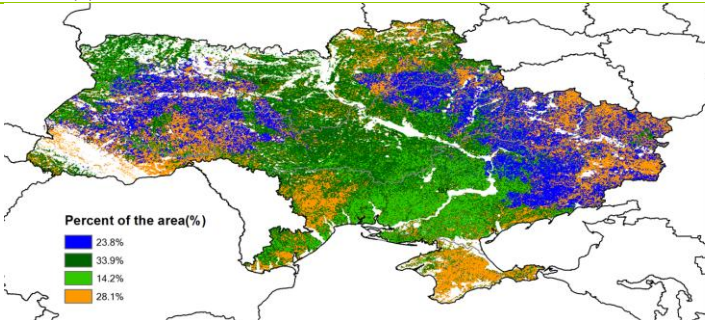 Percent of the area(%)
23.8%
33.9%
14.2%
28.1%